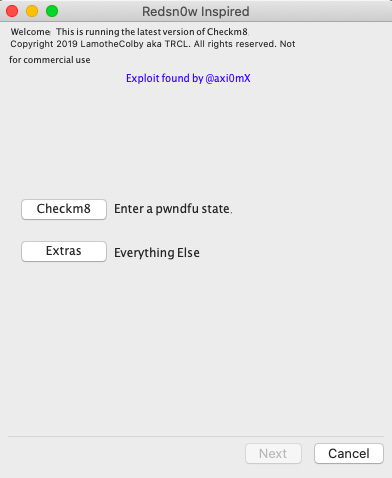 Redsn0w Inspired
Welcome This is running the latest version of Checkm8.
Copyright 2019 LamotheColby aka TRCL. All rights reserved. Not
for commercial use
Exploit found by @axi0mX
Checkm8 Enter a pwndfu state.
Extras Everything Else
Next Cancel